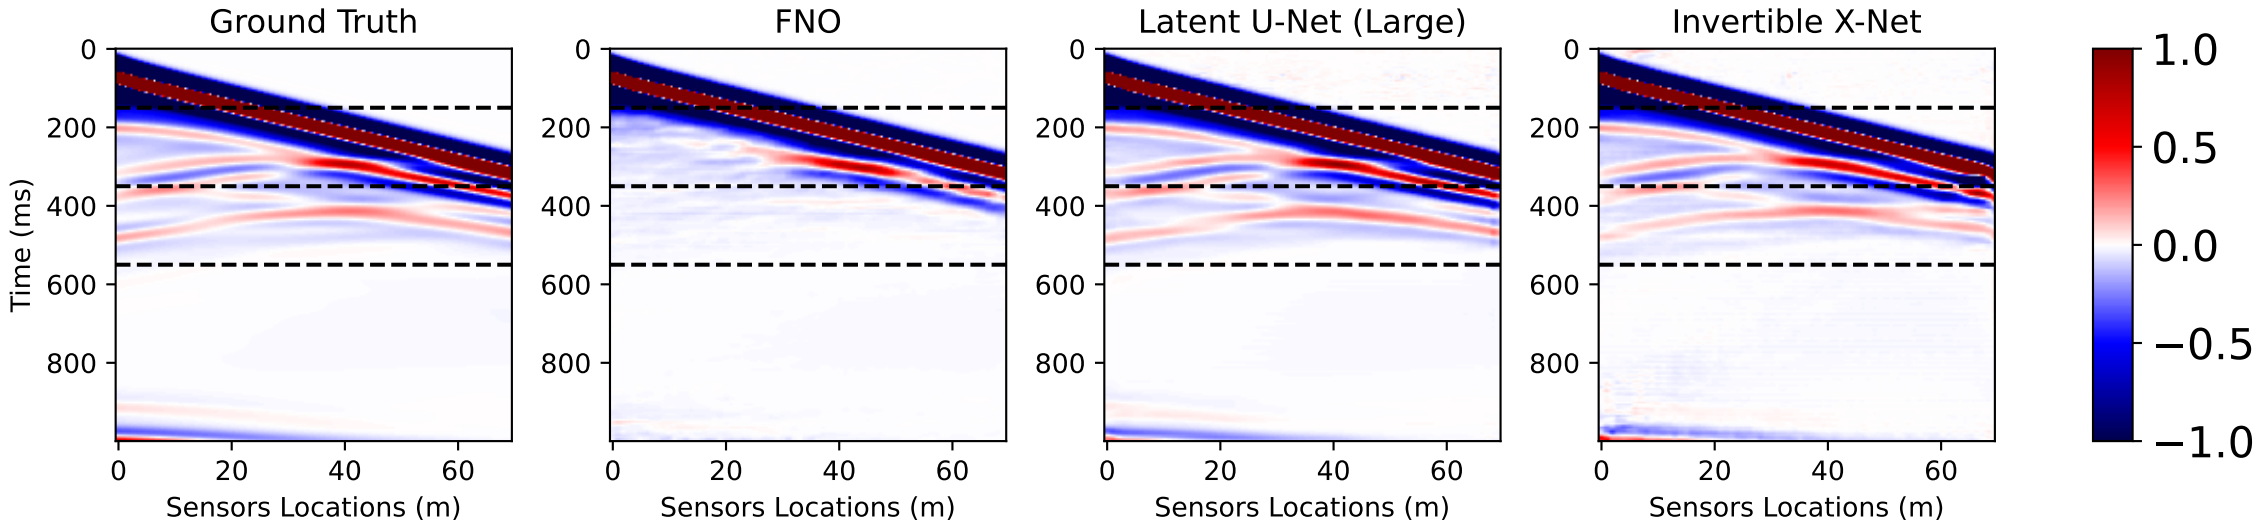 Ground Truth
FNO
Latent U-Net (Large)
Invertible X-Net
0
200
400
600
800
0
200
400
600
800
0
200
400
600
800
0
200
400
600
800
Time (ms)
0 20 40 60
0 20 40 60
0 20 40 60
0 20 40 60
Sensors Locations (m)
Sensors Locations (m)
Sensors Locations (m)
Sensors Locations (m)
1.0
0.5
0.0
−0.5
−1.0